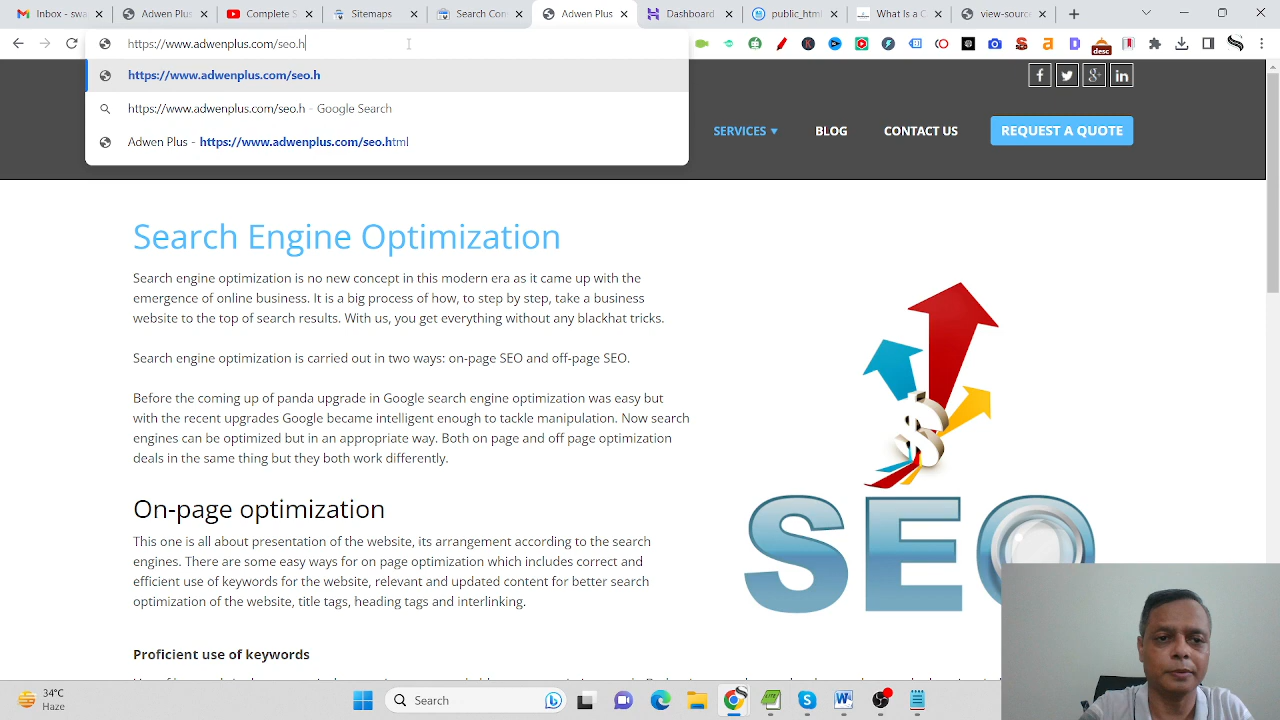 Inbox - swa
Adwen Plus
Complete S
Sitemaps
Search Con
Adwen Plus
Dashboard
public_html
What Is a C
view-source
https://www.adwenplus.com/seo.h
desc
https://www.adwenplus.com/seo.h
https://www.adwenplus.com/seo.h - Google Search
Adwen Plus - https://www.adwenplus.com/seo.html
SERVICES
BLOG
CONTACT US
REQUEST A QUOTE
Search Engine Optimization
Search engine optimization is no new concept in this modern era as it came up with the
emergence of online business. It is a big process of how, to step by step, take a business
website to the top of search results. With us, you get everything without any blackhat tricks.
Search engine optimization is carried out in two ways: on-page SEO and off-page SEO.
Before the coming up of panda upgrade in Google search engine optimization was easy but
with the recent upgrades Google became intelligent enough to tackle manipulation. Now search
engines can be optimized but in an appropriate way. Both on page and off page optimization
deals in the same thing but they both work differently.
SEO
On-page optimization
This one is all about presentation of the website, its arrangement according to the search
engines. There are some easy ways for on page optimization which includes correct and
efficient use of keywords for the website, relevant and updated content for better search
optimization of the website, title tags, heading tags and interlinking.
Proficient use of keywords
34°C
Haze
Search